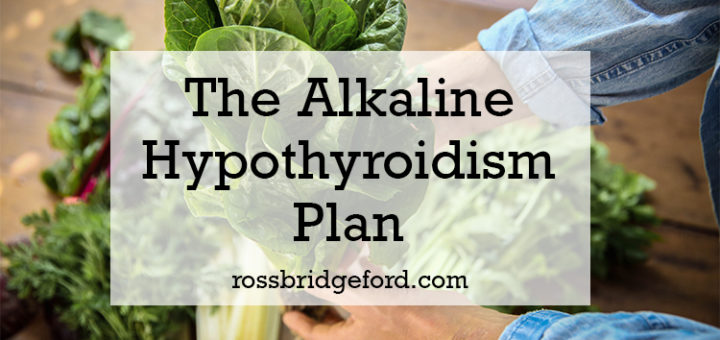 The Alkaline
Hypothyroidism
Plan
rossbridgeford.com